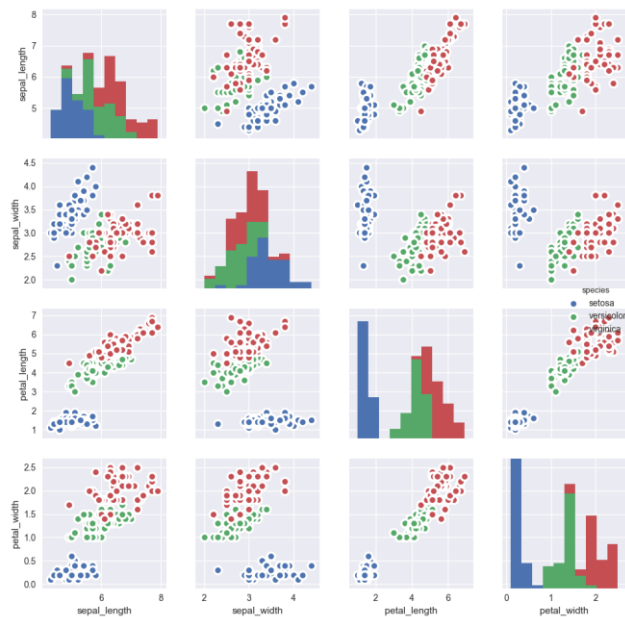 8
7
6
5
sepal_length
4.5
4.0
3.5
3.0
2.5
2.0
sepal_width
species
setosa
versicolor
virginica
7
6
5
4
3
2
1
petal_length
2.5
2.0
1.5
1.0
0.5
0.0
petal_width
6 8
2 3 4
2 4 6
0 1 2
sepal_length sepal_width petal_length petal_width